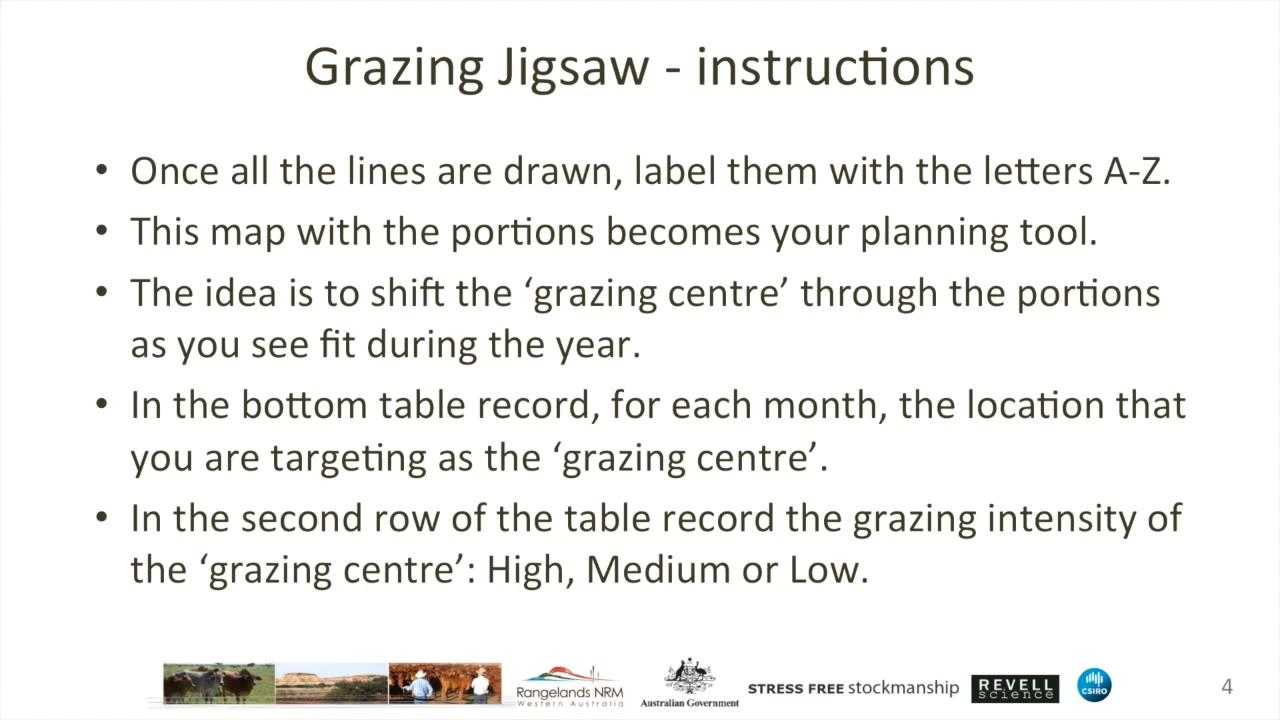 Grazing Jigsaw - instructions
• Once all the lines are drawn, label them with the letters A-Z.
• This map with the portions becomes your planning tool.
• The idea is to shift the ‘grazing centre’ through the portions
as you see fit during the year.
• In the bottom table record, for each month, the location that
you are targeting as the ‘grazing centre’.
• In the second row of the table record the grazing intensity of
the ‘grazing centre’: High, Medium or Low.
Rangelands NRM
Western Australia
Australian Government
STRESS FREE stockmanship
REVELL
science
CSIRO
4